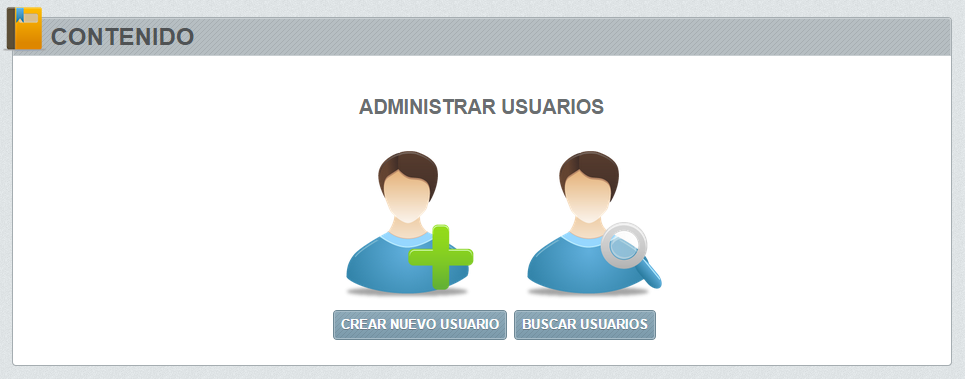 CONTENIDO
ADMINISTRAR USUARIOS
CREAR NUEVO USUARIO
BUSCAR USUARIOS